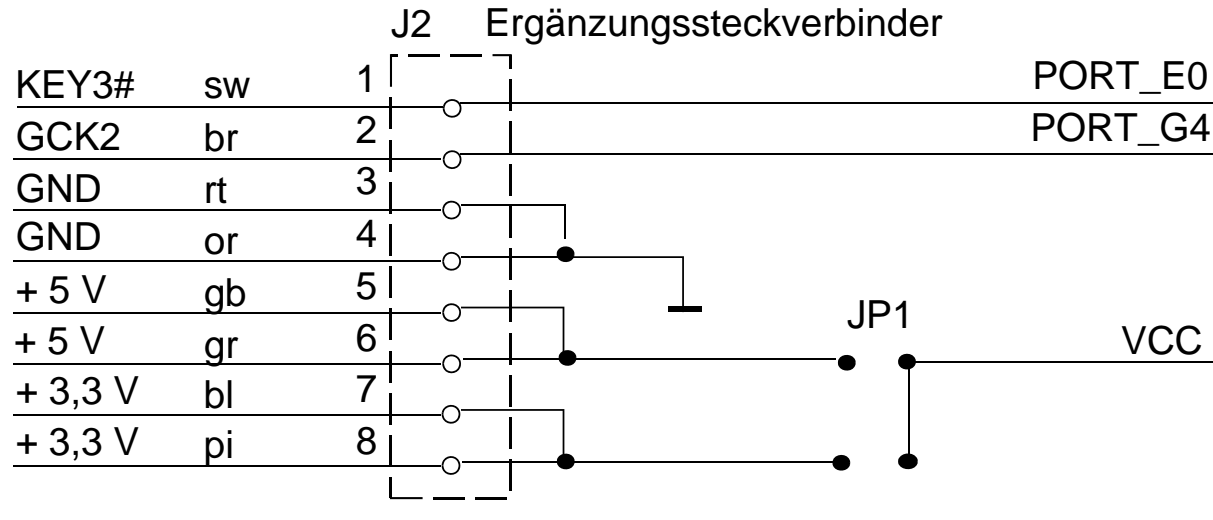 J2 Ergänzungssteckverbinder
KEY3# sw 1 PORT_E0
GCK2 br 2 PORT_G4
GND rt 3
GND or 4
+ 5 V gb 5
JP1
+ 5 V gr 6 VCC
+ 3,3 V bl 7
+ 3,3 V pi 8